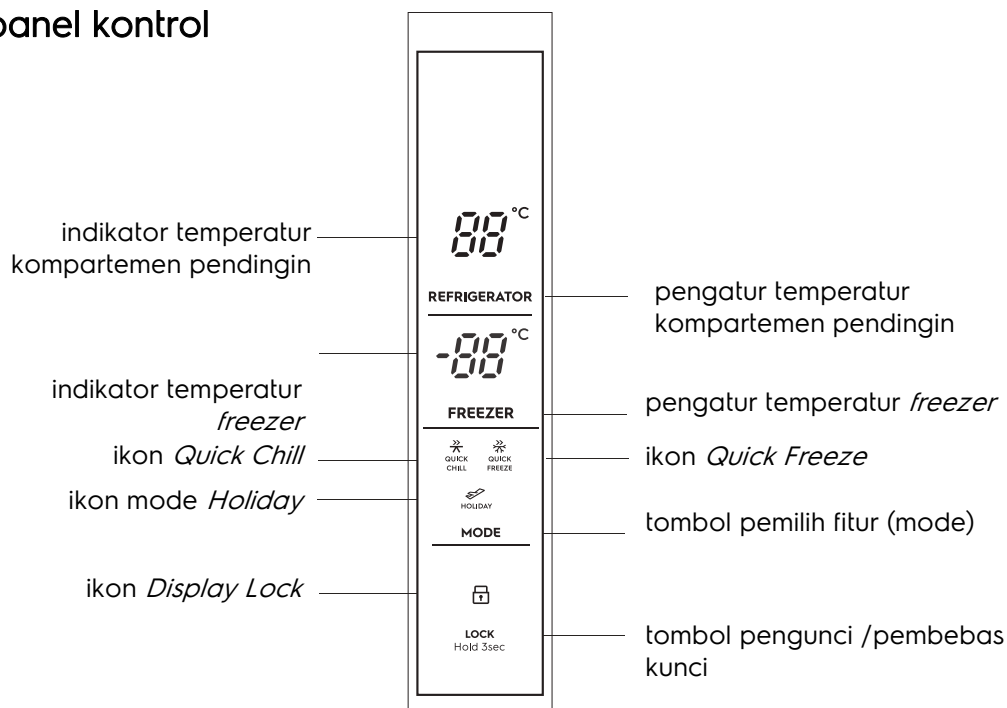 panel kontrol
indikator temperatur
kompartemen pendingin
indikator temperatur
freezer
ikon Quick Chill
ikon mode Holiday
ikon Display Lock
88 °C
REFRIGERATOR
-88 °C
FREEZER
QUICK CHILL
QUICK FREEZE
HOLIDAY
MODE
LOCK
Hold 3sec
pengatur temperatur
kompartemen pendingin
pengatur temperatur freezer
ikon Quick Freeze
tombol pemilih fitur (mode)
tombol pengunci /pembebas
kunci